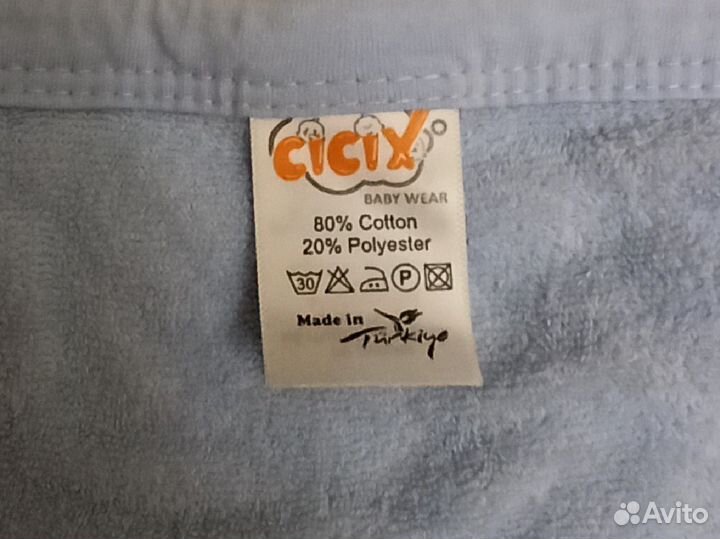 cicix
BABY WEAR
80% Cotton
20% Polyester
30 P
Made in Türkiye
Avito